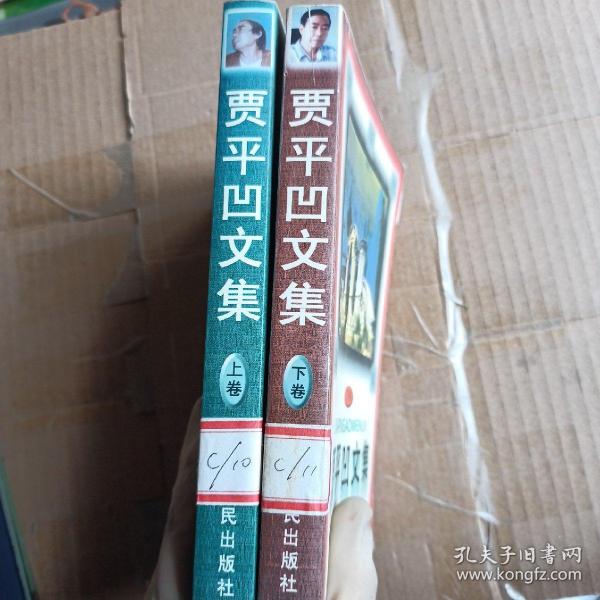 贾平凹文集
上卷
C/10
民出版社
贾平凹文集
下卷
C/11
民出版社
平凹文集
孔夫子旧书网
www.kongfz.com